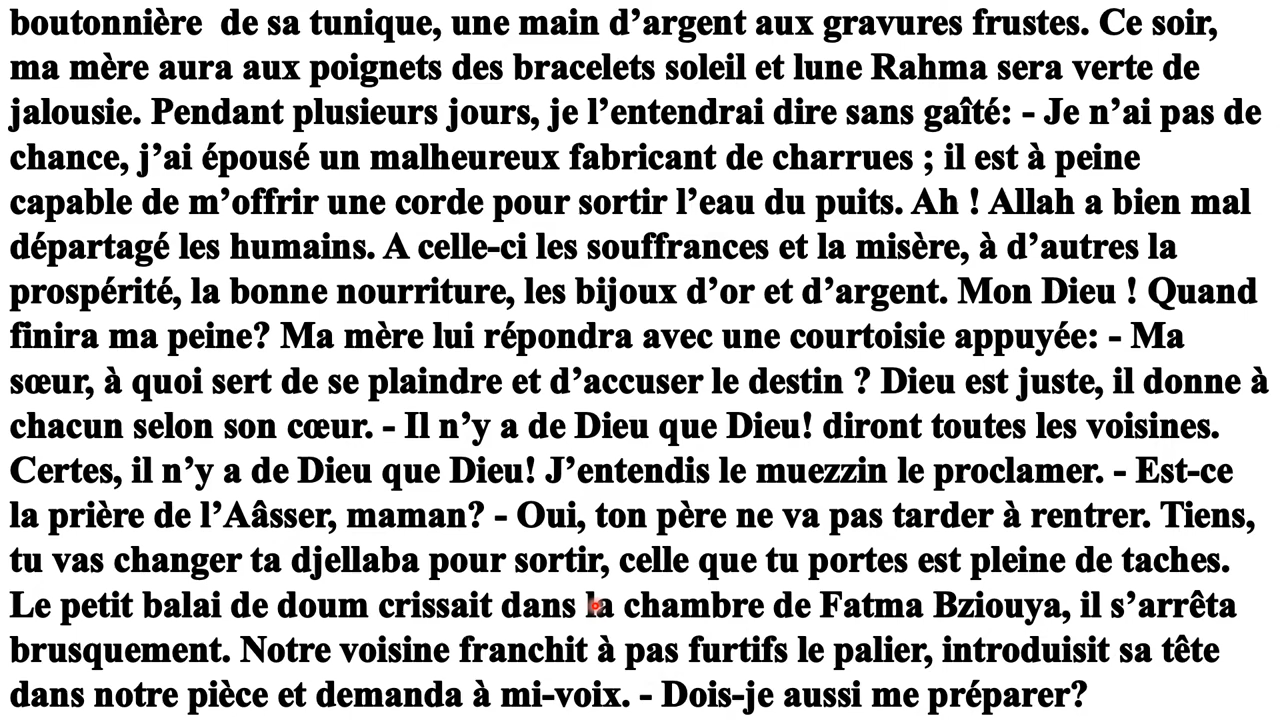 boutonnière  de sa tunique, une main d’argent aux gravures frustes. Ce soir,
ma mère aura aux poignets des bracelets soleil et lune Rahma sera verte de
jalousie. Pendant plusieurs jours, je l’entendrai dire sans gaîté: - Je n’ai pas de
chance, j’ai épousé un malheureux fabricant de charrues ; il est à peine
capable de m’offrir une corde pour sortir l’eau du puits. Ah ! Allah a bien mal
départagé les humains. A celle-ci les souffrances et la misère, à d’autres la
prospérité, la bonne nourriture, les bijoux d’or et d’argent. Mon Dieu ! Quand
finira ma peine? Ma mère lui répondra avec une courtoisie appuyée: - Ma
sœur, à quoi sert de se plaindre et d’accuser le destin ? Dieu est juste, il donne à
chacun selon son cœur. - Il n’y a de Dieu que Dieu! diront toutes les voisines.
Certes, il n’y a de Dieu que Dieu! J’entendis le muezzin le proclamer. - Est-ce
la prière de l’Aâsser, maman? - Oui, ton père ne va pas tarder à rentrer. Tiens,
tu vas changer ta djellaba pour sortir, celle que tu portes est pleine de taches.
Le petit balai de doum crissait dans la chambre de Fatma Bziouya, il s’arrêta
brusquement. Notre voisine franchit à pas furtifs le palier, introduisit sa tête
dans notre pièce et demanda à mi-voix. - Dois-je aussi me préparer?